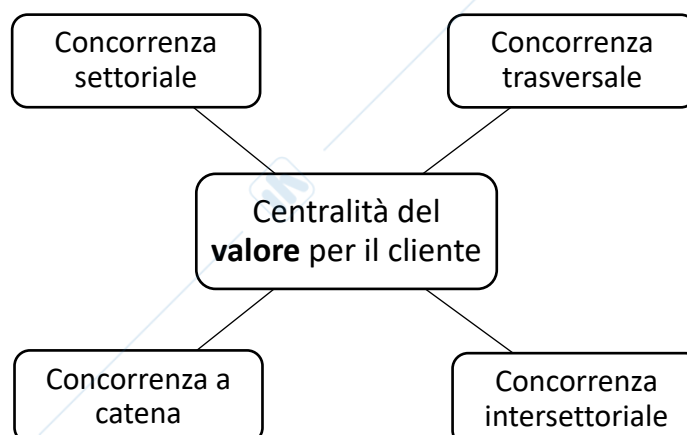 Concorrenza
settoriale
Concorrenza
trasversale
Centralità del
valore per il cliente
Concorrenza a
catena
Concorrenza
intersettoriale